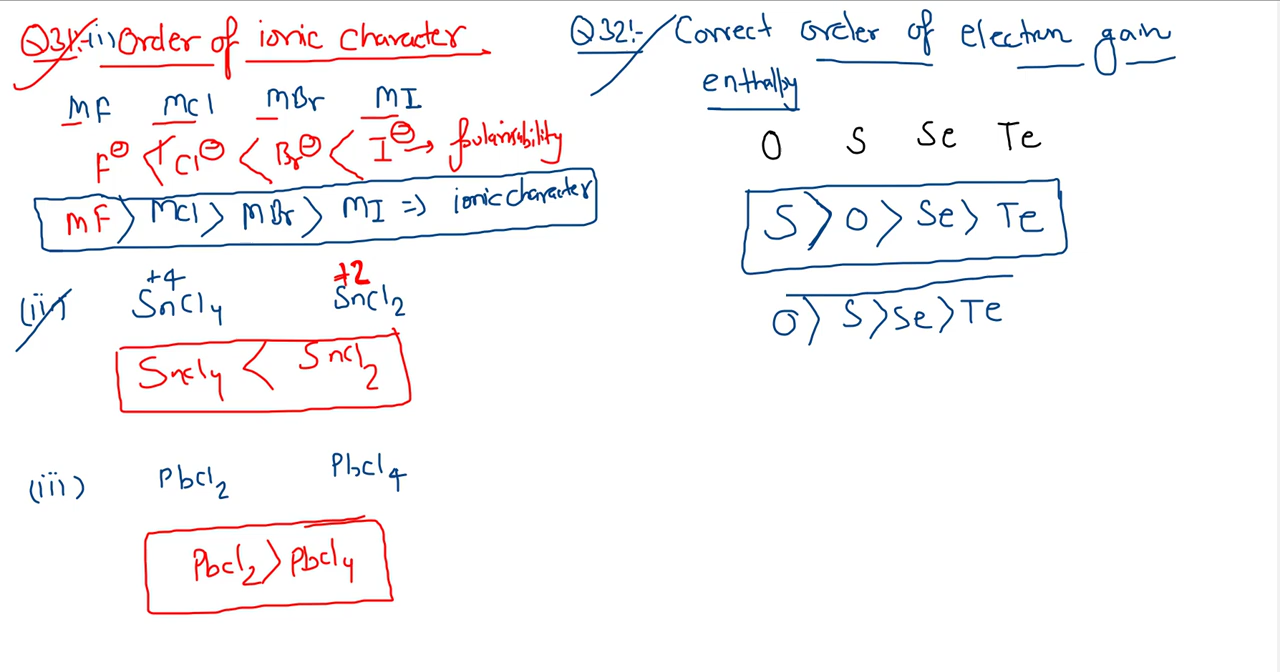 Q31:-(i) Order of ionic character
MF MCl MBr MI
F⊖ < Cl⊖ < Br⊖ < I⊖ → polarisability
MF > MCl > MBr > MI ⇒ ionic character
(ii)
+4 +2
SnCl4 SnCl2
SnCl4 < SnCl2
(iii) PbCl2 PbCl4
PbCl2 > PbCl4
Q32:- Correct order of electron gain
enthalpy
O S Se Te
S > O > Se > Te
O > S > Se > Te